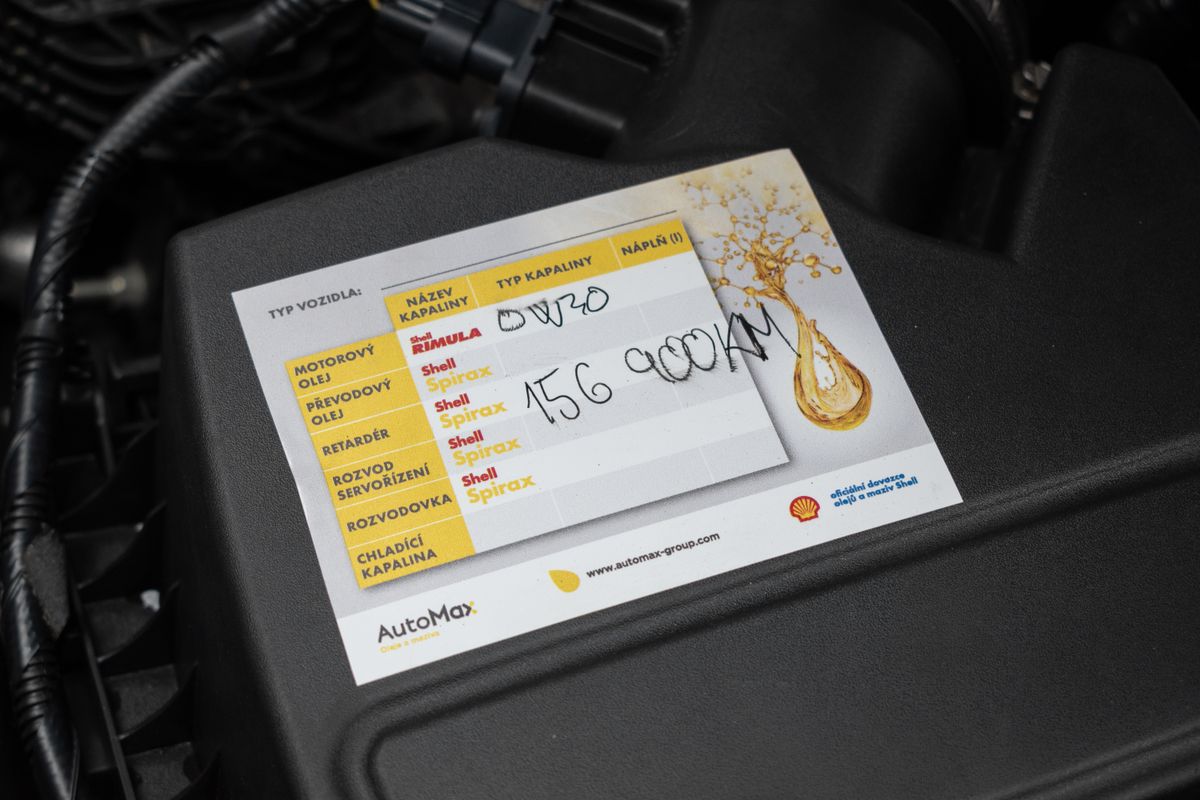 TYP VOZIDLA:
NÁZEV KAPALINY
TYP KAPALINY
NÁPLŇ (l)
MOTOROVÝ OLEJ
Shell RIMULA
0W30
PŘEVODOVÝ OLEJ
Shell Spirax
RETARDÉR
Shell Spirax
156 900KM
ROZVOD SERVOŘÍZENÍ
Shell Spirax
ROZVODOVKA
Shell Spirax
CHLADÍCÍ KAPALINA
AutoMax
Oleje a maziva
www.automax-group.com
oficiální dovozce
olejů a maziv Shell